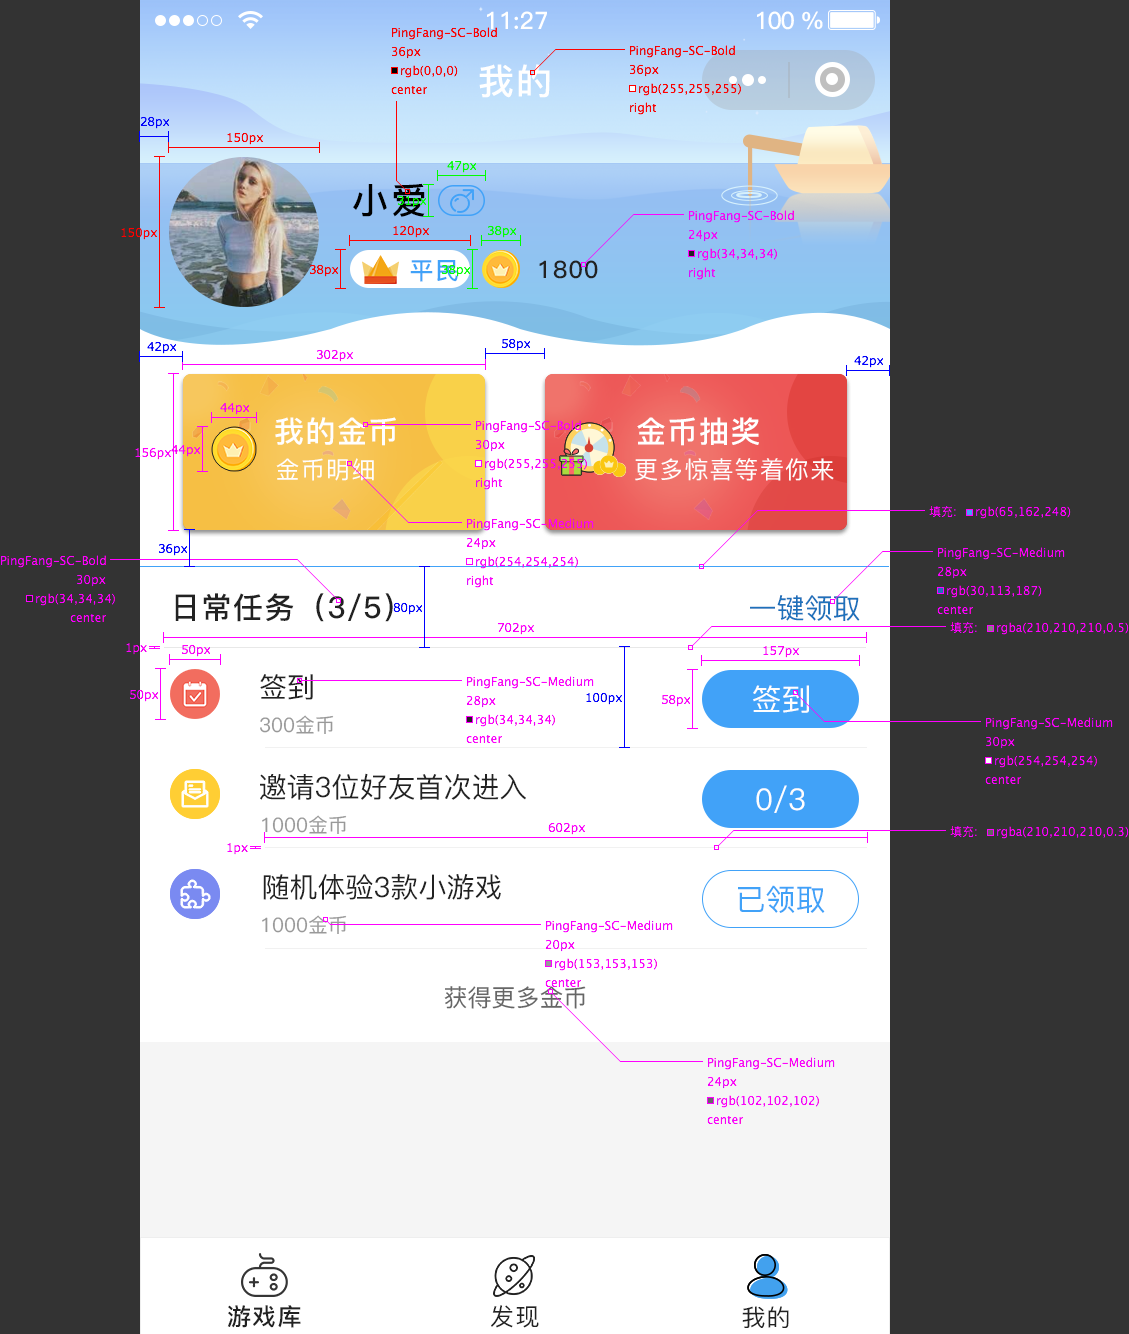 11:27
100 %
PingFang-SC-Bold
36px
rgb(0,0,0)
center
PingFang-SC-Bold
36px
rgb(255,255,255)
right
我的
28px
150px
150px
47px
小爱
120px
38px
38px
平民
1800
PingFang-SC-Bold
24px
rgb(34,34,34)
right
42px
302px
58px
42px
44px
44px
156px
我的金币
金币明细
PingFang-SC-Bold
30px
rgb(255,255,255)
right
金币抽奖
更多惊喜等着你来
PingFang-SC-Medium
24px
rgb(254,254,254)
right
填充: rgb(65,162,248)
36px
PingFang-SC-Bold
30px
rgb(34,34,34)
center
日常任务（3/5）
80px
一键领取
PingFang-SC-Medium
28px
rgb(30,113,187)
center
702px
填充: rgba(210,210,210,0.5)
1px
50px
50px
签到
300金币
PingFang-SC-Medium
28px
rgb(34,34,34)
center
100px
157px
58px
签到
PingFang-SC-Medium
30px
rgb(254,254,254)
center
邀请3位好友首次进入
1000金币
0/3
602px
填充: rgba(210,210,210,0.3)
1px
随机体验3款小游戏
1000金币
已领取
PingFang-SC-Medium
20px
rgb(153,153,153)
center
获得更多金币
PingFang-SC-Medium
24px
rgb(102,102,102)
center
游戏库
发现
我的